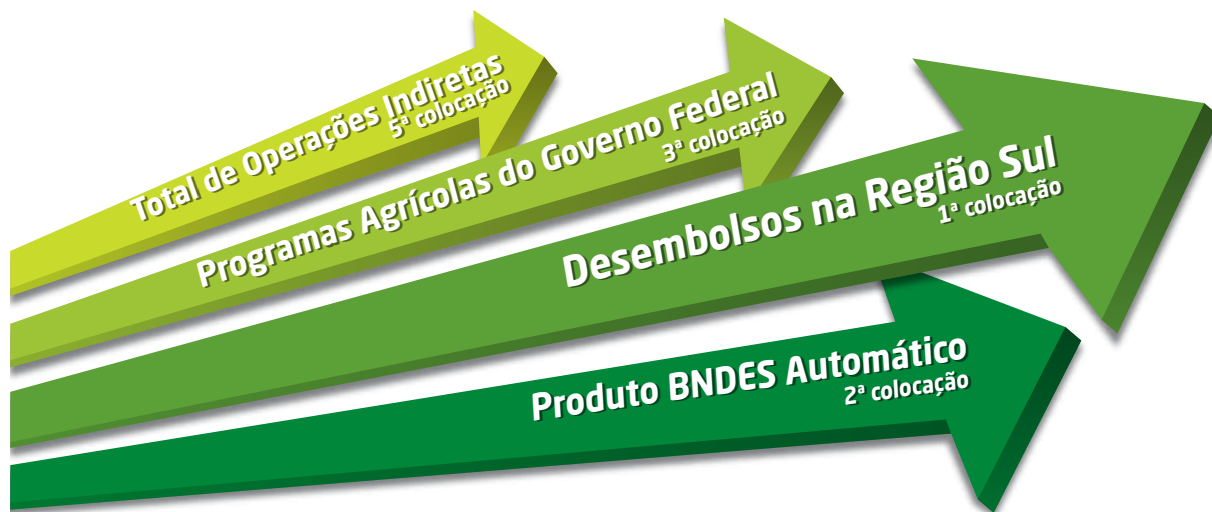 Total de Operações Indiretas
5ª colocação
Programas Agrícolas do Governo Federal
3ª colocação
Desembolsos na Região Sul
1ª colocação
Produto BNDES Automático
2ª colocação